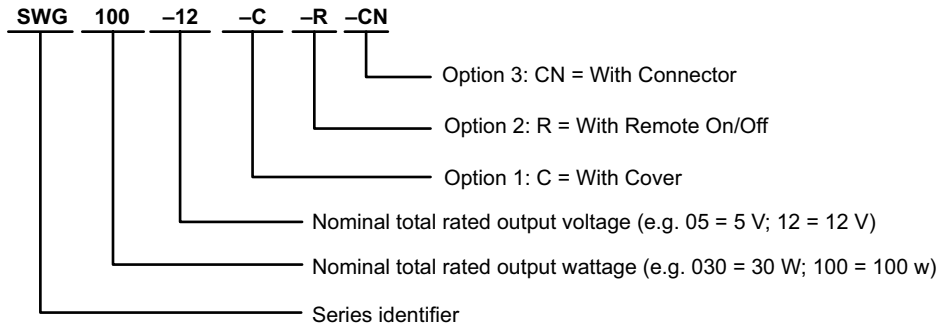 SWG 100 –12 –C –R –CN
Option 3: CN = With Connector
Option 2: R = With Remote On/Off
Option 1: C = With Cover
Nominal total rated output voltage (e.g. 05 = 5 V; 12 = 12 V)
Nominal total rated output wattage (e.g. 030 = 30 W; 100 = 100 w)
Series identifier